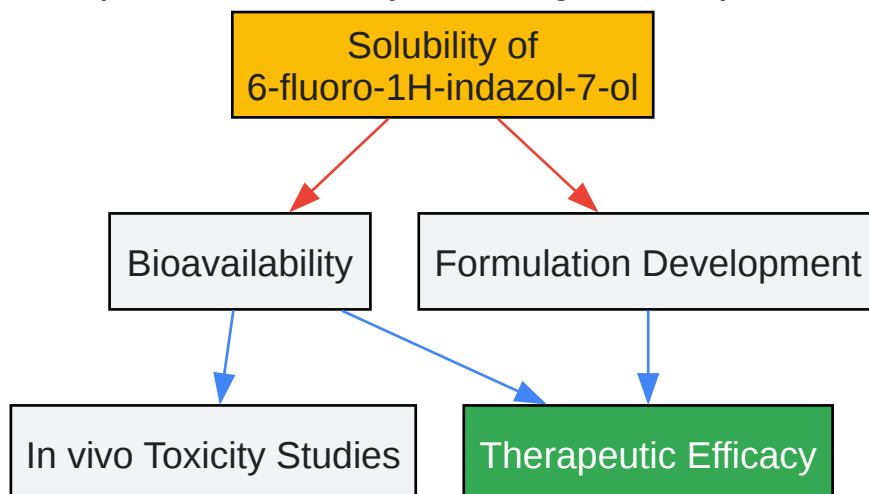 Solubility of
6-fluoro-1H-indazol-7-ol
Bioavailability
Formulation Development
In vivo Toxicity Studies
Therapeutic Efficacy